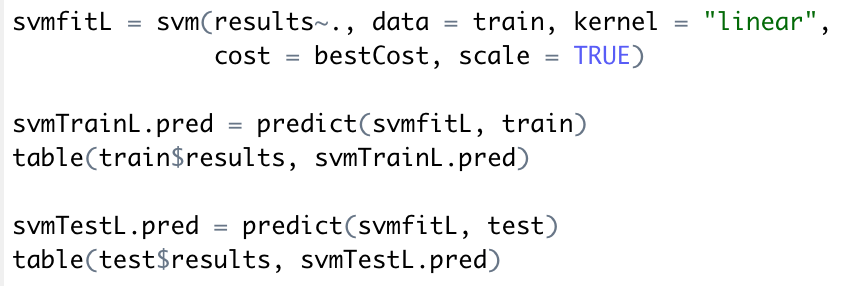 svmfitL = svm(results~., data = train, kernel = "linear",
cost = bestCost, scale = TRUE)
svmTrainL.pred = predict(svmfitL, train)
table(train$results, svmTrainL.pred)
svmTestL.pred = predict(svmfitL, test)
table(test$results, svmTestL.pred)